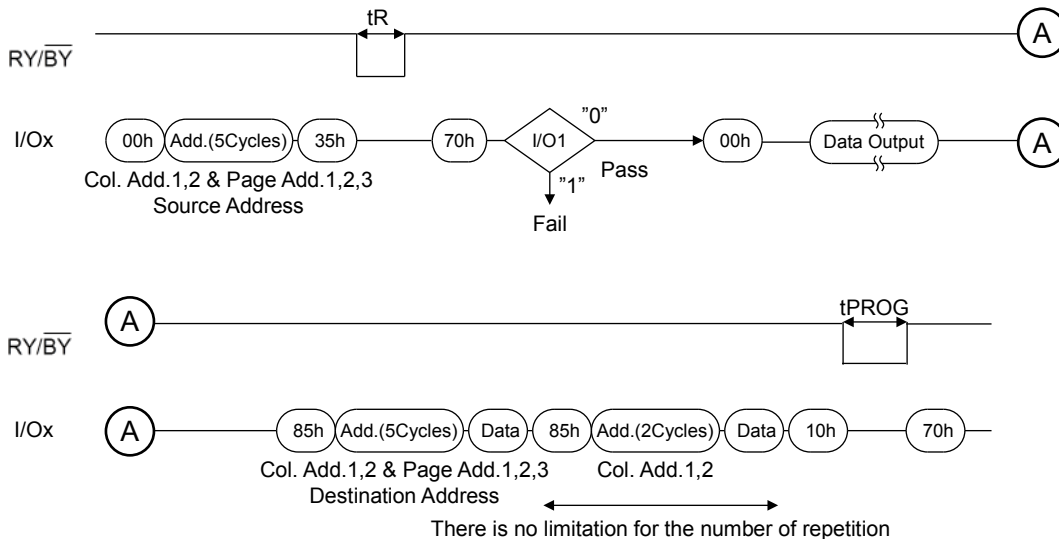 tR
RY/BY
A
I/Ox
00h Add.(5Cycles) 35h 70h I/O1 "0" Pass 00h Data Output A
"1"
Fail
Col. Add.1,2 & Page Add.1,2,3
Source Address
A
tPROG
RY/BY
I/Ox
A 85h Add.(5Cycles) Data 85h Add.(2Cycles) Data 10h 70h
Col. Add.1,2 & Page Add.1,2,3 Col. Add.1,2
Destination Address
There is no limitation for the number of repetition